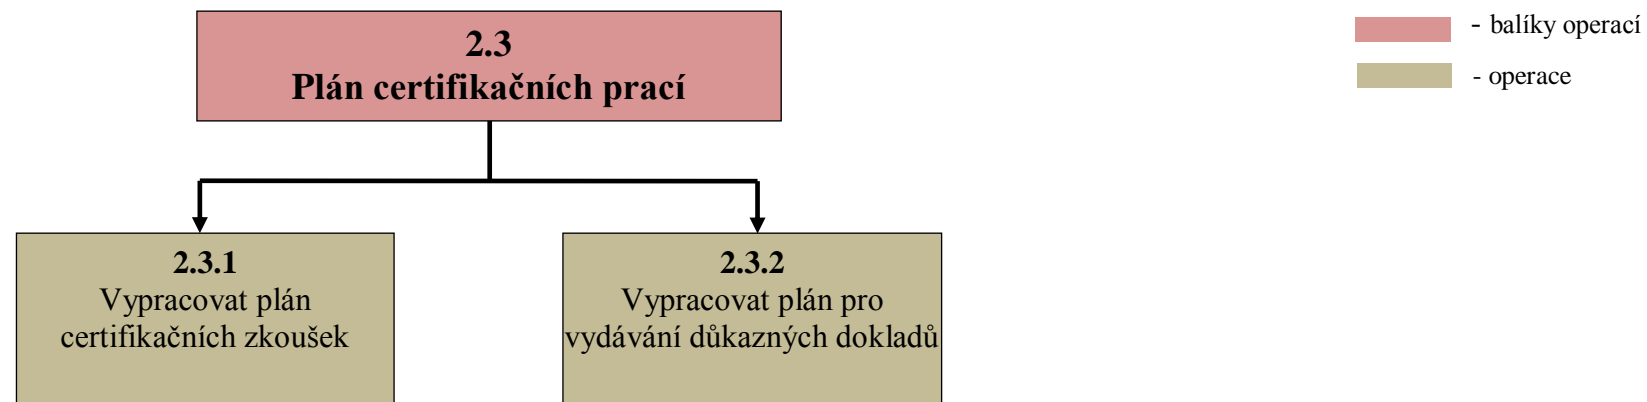 2.3
Plán certifikačních prací
- balíky operací
- operace
2.3.1
Vypracovat plán
certifikačních zkoušek
2.3.2
Vypracovat plán pro
vydávání důkazných dokladů